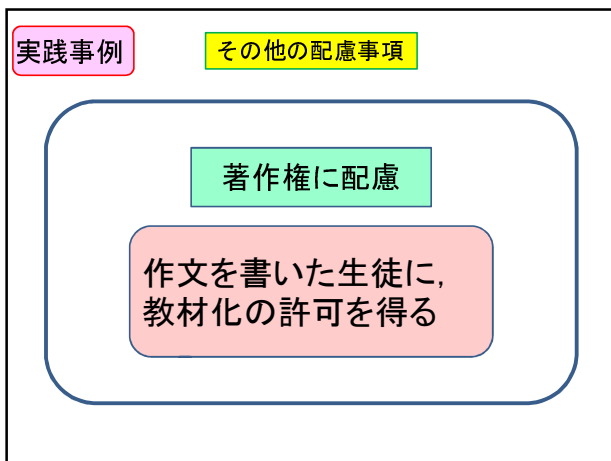 実践事例
その他の配慮事項
著作権に配慮
作文を書いた生徒に，
教材化の許可を得る